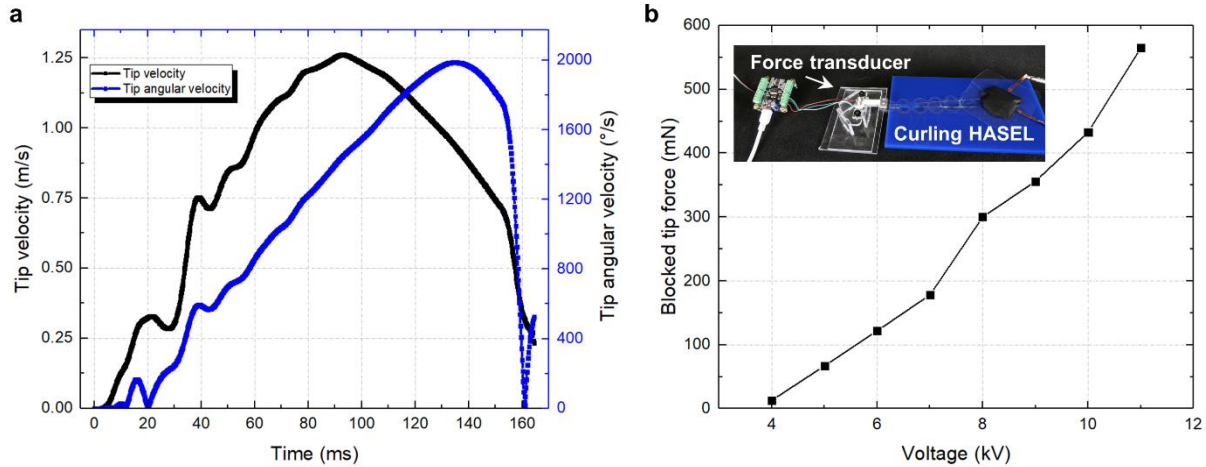 a
Tip velocity (m/s)
1.25
1.00
0.75
0.50
0.25
0.00
Tip velocity
Tip angular velocity
2000
1600
1200
800
400
0
Tip angular velocity (°/s)
0 20 40 60 80 100 120 140 160
Time (ms)
b
Blocked tip force (mN)
600
500
400
300
200
100
0
Force transducer
Curling HASEL
4 6 8 10 12
Voltage (kV)